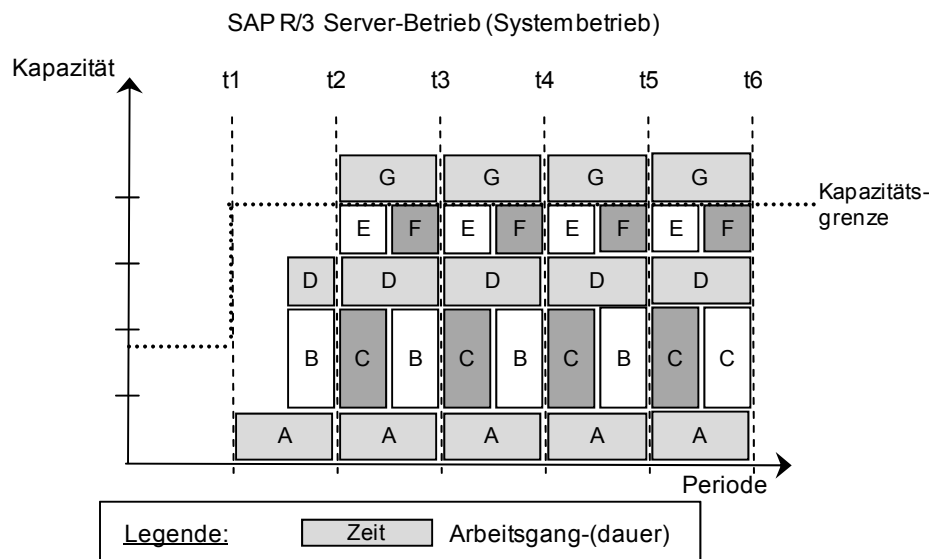 SAP R/3 Server-Betrieb (Systembetrieb)
Kapazität
t1 t2 t3 t4 t5 t6
G G G G
Kapazitäts-
grenze
E F E F E F E F
D D D D D
B C B C B C B C C
A A A A A
Periode
Legende: Zeit Arbeitsgang-(dauer)